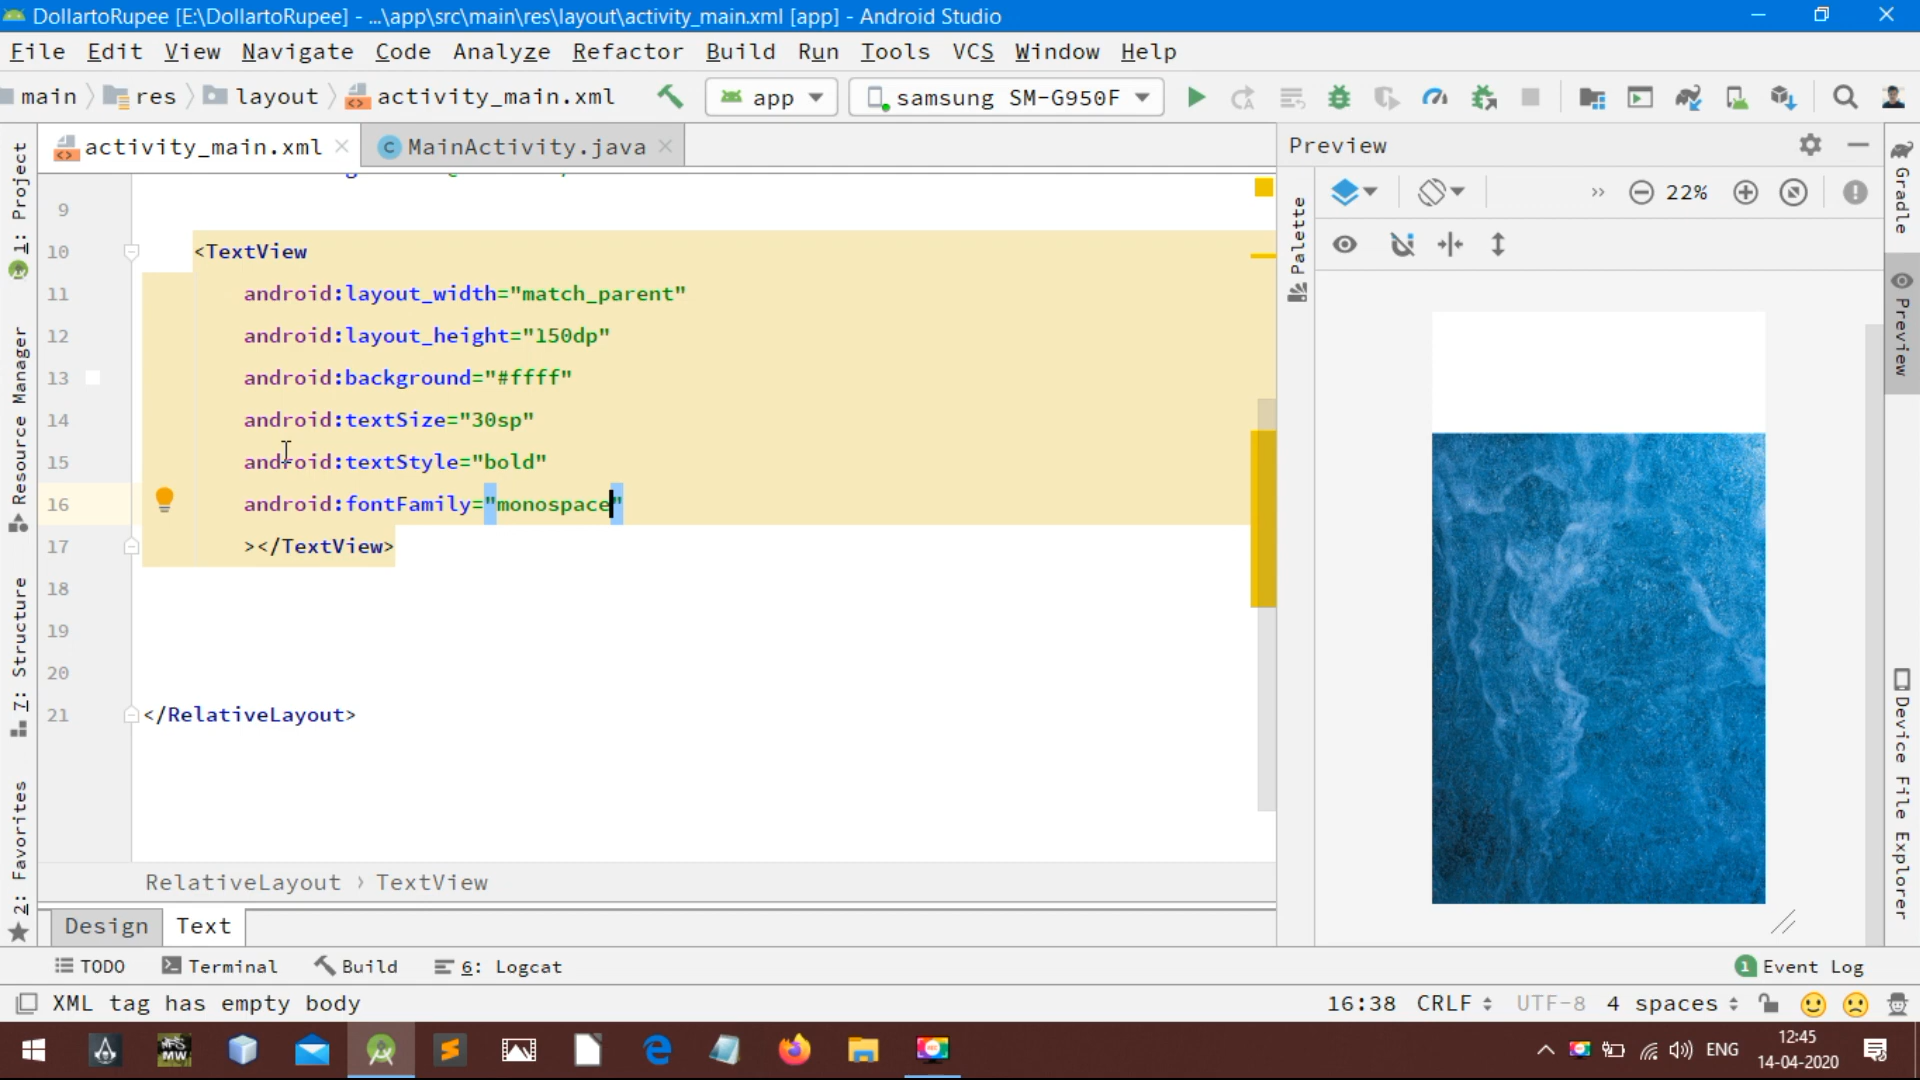 DollartoRupee [E:\DollartoRupee] - ...\app\src\main\res\layout\activity_main.xml [app] - Android Studio
File Edit View Navigate Code Analyze Refactor Build Run Tools VCS Window Help
main res layout activity_main.xml app samsung SM-G950F
activity_main.xml MainActivity.java
Preview
22%
9
10 <TextView
11 android:layout_width="match_parent"
12 android:layout_height="150dp"
13 android:background="#ffff"
14 android:textSize="30sp"
15 android:textStyle="bold"
16 android:fontFamily="monospace"
17 ></TextView>
18
19
20
21 </RelativeLayout>
RelativeLayout › TextView
Design Text
TODO Terminal Build 6: Logcat
1 Event Log
XML tag has empty body
16:38 CRLF UTF-8 4 spaces
1: Project
Resource Manager
7: Structure
2: Favorites
Palette
Gradle
Preview
Device File Explorer
NFS
MW
ENG
12:45
14-04-2020